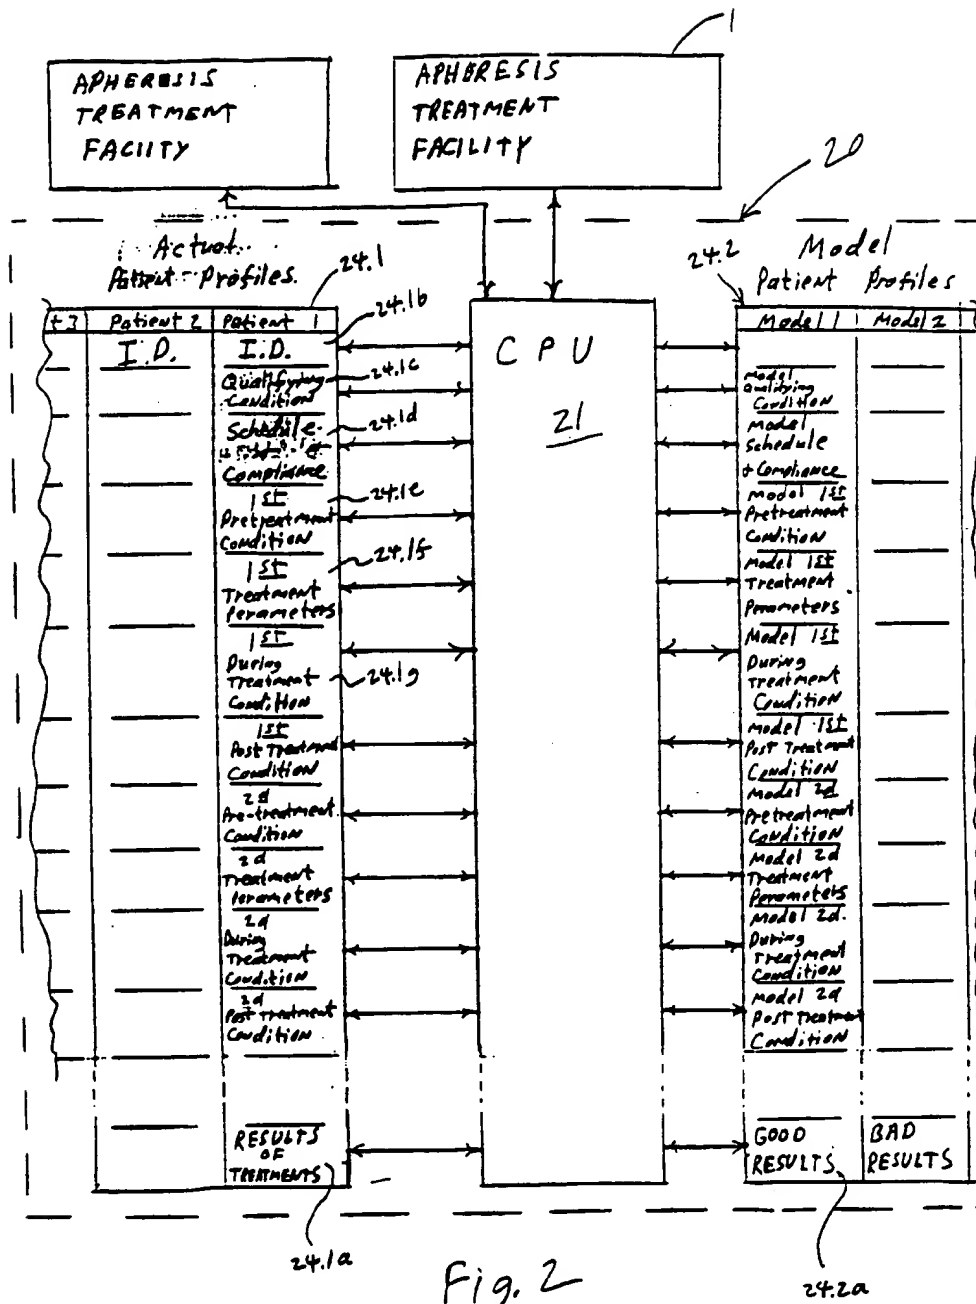 1
APHERESIS
TREATMENT
FACIITY
APHERESIS
TREATMENT
FACILITY
20
Actual
Patient Profiles.
24.1
24.2
Model
Patient Profiles
24.1b
t 3
Patient 2
Patient 1
Model 1
Model 2
I.D.
I.D.
CPU
21
Qualifying
Condition
24.1c
Schedule
24.1d
Compliance
1st
24.1e
Pretreatment
Condition
1st
24.1f
Treatment
Perameters
1st
During
Treatment
24.1g
Condition
1st
Post Treatment
Condition
2d
Pre-treatment
Condition
2d
Treatment
Perameters
2d
During
Treatment
Condition
2d
Post Treatment
Condition
RESULTS
OF
TREATMENTS
24.1a
Model
Qualifying
Condition
Model
Schedule
+ Compliance
Model 1st
Pretreatment
Condition
Model 1st
Treatment
Perameters
Model 1st
During
Treatment
Condition
Model 1st
Post Treatment
Condition
Model 2d
Pretreatment
Condition
Model 2d
Treatment
Perameters
Model 2d.
During
Treatment
Condition
Model 2d
Post Treatment
Condition
GOOD
RESULTS
BAD
RESULTS
24.2a
Fig. 2